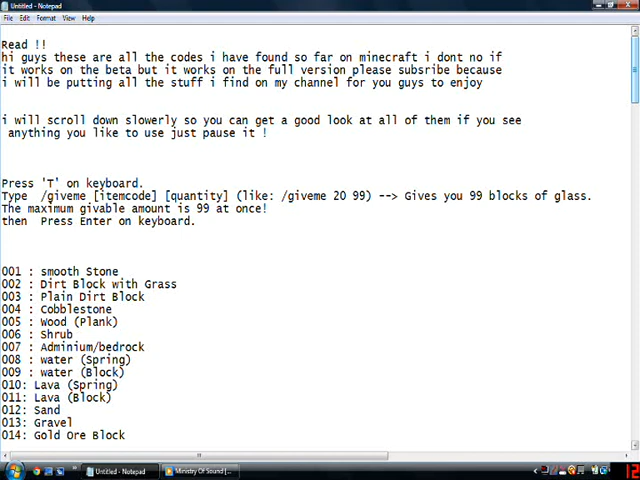 Untitled - Notepad
File Edit Format View Help
Read !!
hi guys these are all the codes i have found so far on minecraft i dont no if
it works on the beta but it works on the full version please subsribe because
i will be putting all the stuff i find on my channel for you guys to enjoy
i will scroll down slowerly so you can get a good look at all of them if you see
anything you like to use just pause it !
Press 'T' on keyboard.
Type /giveme [itemcode] [quantity] (like: /giveme 20 99) --> Gives you 99 blocks of glass.
The maximum givable amount is 99 at once!
then Press Enter on keyboard.
001 : smooth Stone
002 : Dirt Block with Grass
003 : Plain Dirt Block
004 : Cobblestone
005 : Wood (Plank)
006 : Shrub
007 : Adminium/bedrock
008 : water (Spring)
009 : water (Block)
010: Lava (Spring)
011: Lava (Block)
012: Sand
013: Gravel
014: Gold Ore Block
Untitled - Notepad
Ministry Of Sound [...
12